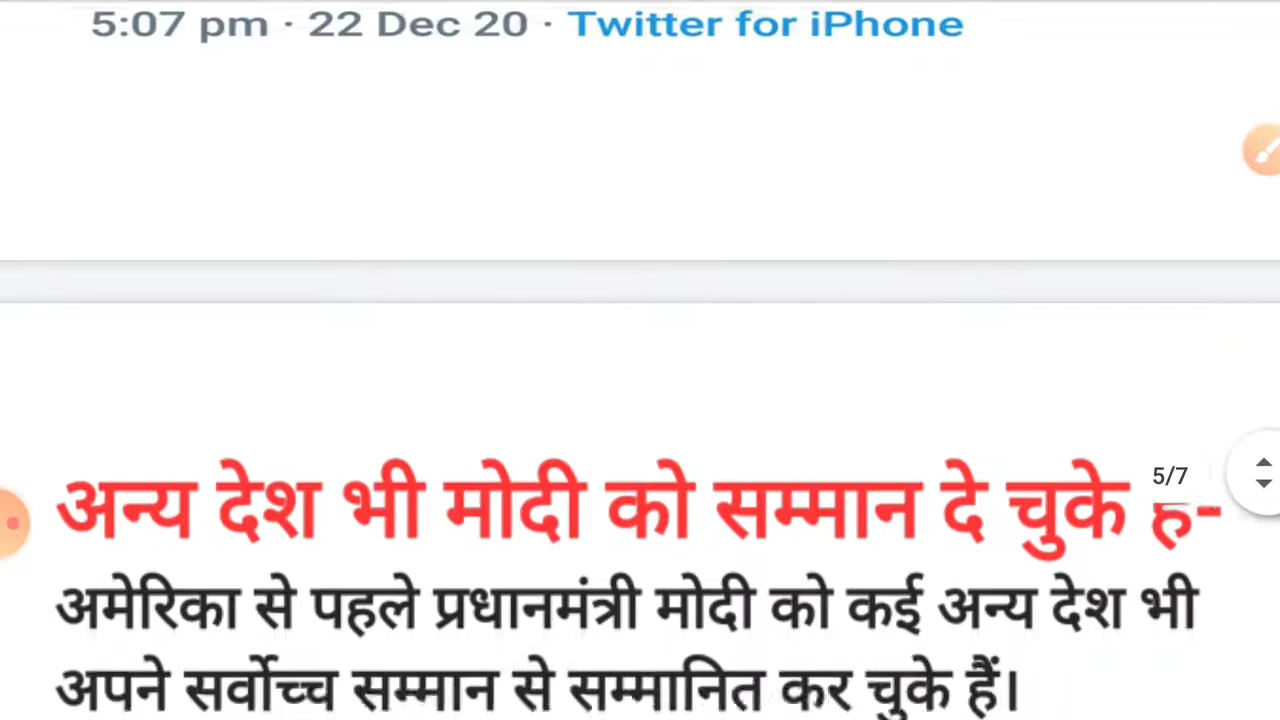 5:07 pm · 22 Dec 20 · Twitter for iPhone
5/7
अन्य देश भी मोदी को सम्मान दे चुके
अमेरिका से पहले प्रधानमंत्री मोदी को कई अन्य देश भी
अपने सर्वोच्च सम्मान से सम्मानित कर चुके हैं।